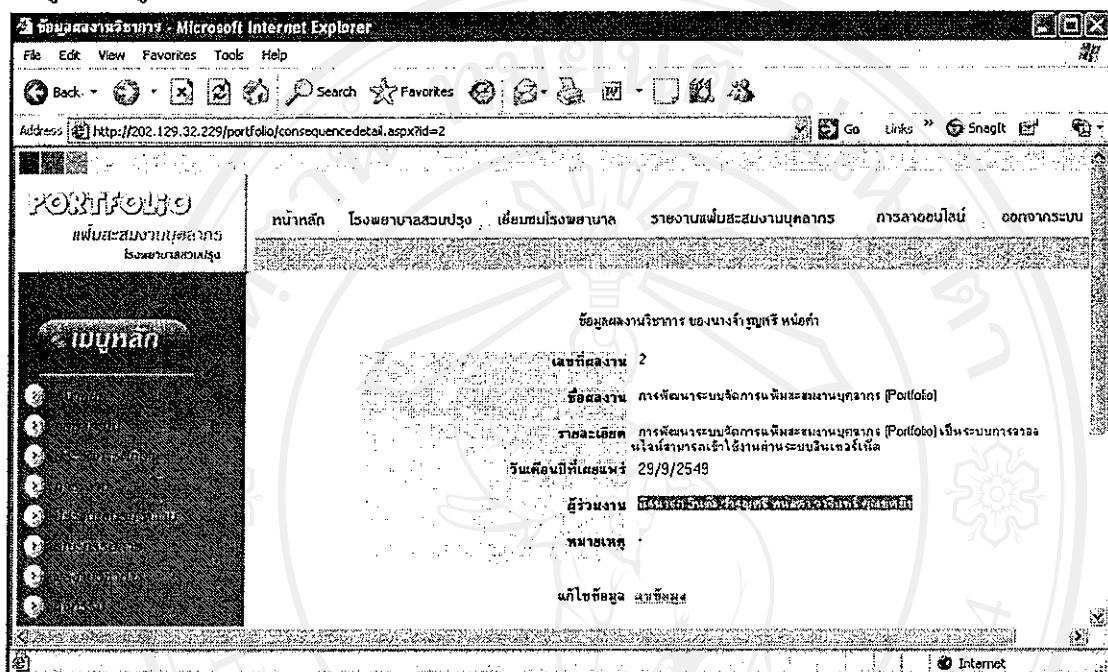 ข้อมูลผลงานวิชาการ - Microsoft Internet Explorer
File Edit View Favorites Tools Help
Back Search Favorites
Address http://202.129.32.229/portfolio/consequencedetail.aspx?id=2 Go Links » SnagIt
PORTFOLIO
แฟ้มสะสมงานบุคลากร
โรงพยาบาลสวนปรุง
หน้าหลัก โรงพยาบาลสวนปรุง เยี่ยมชมโรงพยาบาล รายงานแฟ้มสะสมงานบุคลากร การลาออนไลน์ ออกจากระบบ
เมนูหลัก
ข้อมูลผลงานวิชาการ ของนางจำรูญศรี หน่อคำ
เลขที่ผลงาน 2
ชื่อผลงาน การพัฒนาระบบจัดการแฟ้มสะสมงานบุคลากร (Portfolio)
รายละเอียด การพัฒนาระบบจัดการแฟ้มสะสมงานบุคลากร (Portfolio) เป็นระบบการลาออ
นไลน์สามารถเข้าใช้งานผ่านระบบอินเทอร์เน็ต
วันเดือนปีที่เผยแพร่ 29/9/2549
ผู้ร่วมงาน
หมายเหตุ -
แก้ไขข้อมูล ลบข้อมูล
Internet